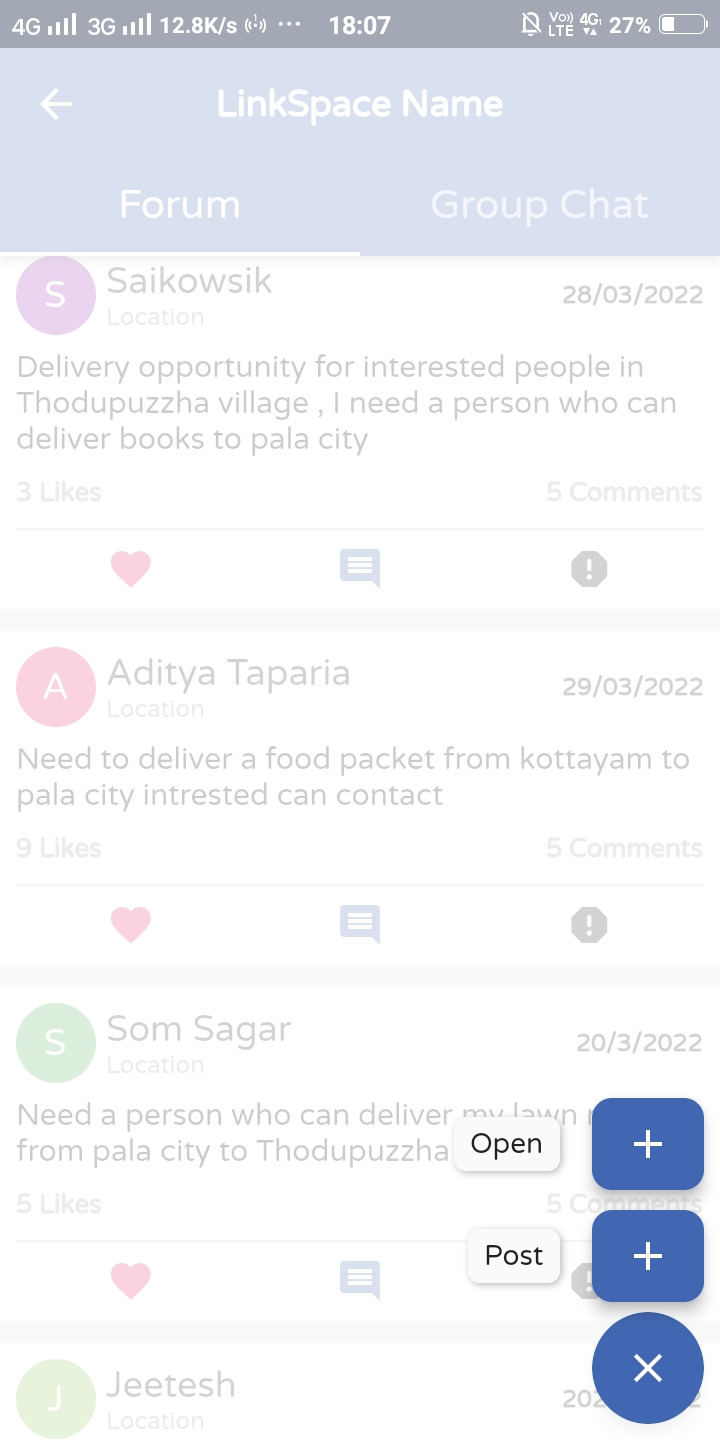 4G 3G 12.8K/s 18:07 Vo)) LTE 4G 27%
LinkSpace Name
Forum Group Chat
S Saikowsik 28/03/2022
Location
Delivery opportunity for interested people in
Thodupuzzha village , I need a person who can
deliver books to pala city
3 Likes 5 Comments
A Aditya Taparia 29/03/2022
Location
Need to deliver a food packet from kottayam to
pala city intrested can contact
9 Likes 5 Comments
S Som Sagar 20/3/2022
Location
Need a person who can deliver my lawn
from pala city to Thodupuzzha
Open
5 Likes 5 Comments
Post
J Jeetesh
Location